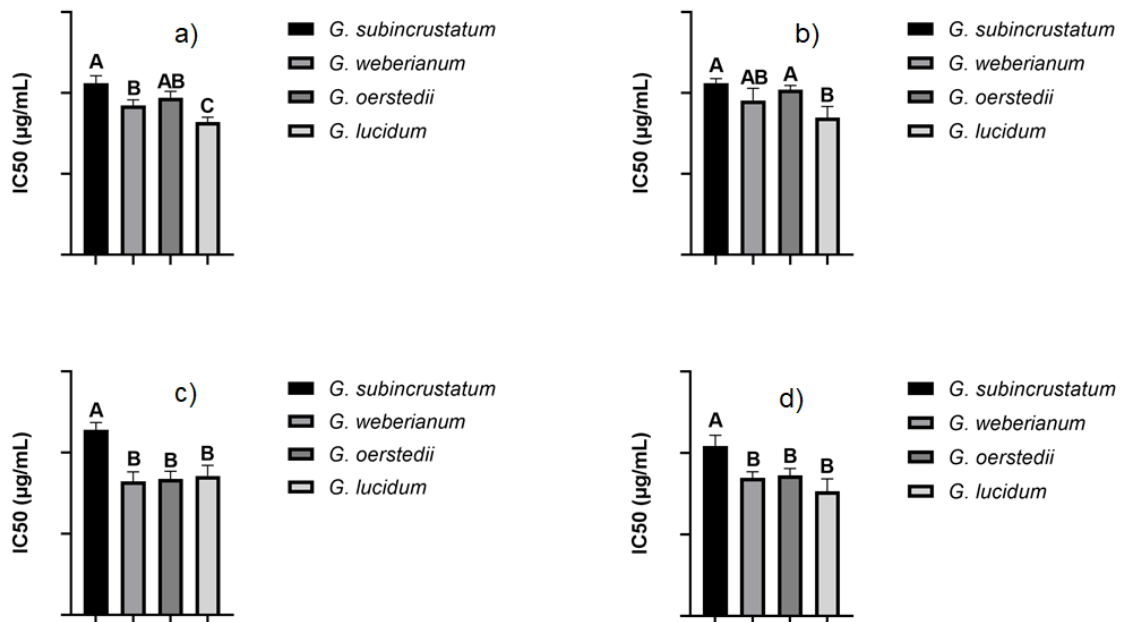 a)
IC50 (µg/mL)
A
B
AB
C
G. subincrustatum
G. weberianum
G. oerstedii
G. lucidum
b)
IC50 (µg/mL)
A
AB
A
B
G. subincrustatum
G. weberianum
G. oerstedii
G. lucidum
c)
IC50 (µg/mL)
A
B
B
B
G. subincrustatum
G. weberianum
G. oerstedii
G. lucidum
d)
IC50 (µg/mL)
A
B
B
B
G. subincrustatum
G. weberianum
G. oerstedii
G. lucidum